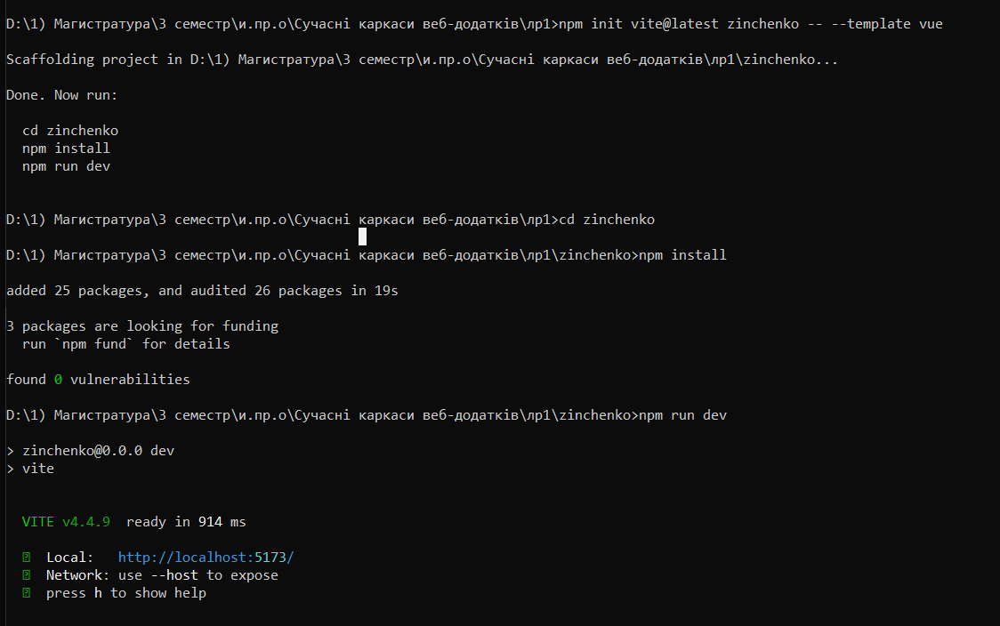 D:\1) Магистратура\3 семестр\и.пр.о\Сучасні каркаси веб-додатків\лр1>npm init vite@latest zinchenko -- --template vue
Scaffolding project in D:\1) Магистратура\3 семестр\и.пр.о\Сучасні каркаси веб-додатків\лр1\zinchenko...
Done. Now run:
cd zinchenko
npm install
npm run dev
D:\1) Магистратура\3 семестр\и.пр.о\Сучасні каркаси веб-додатків\лр1>cd zinchenko
D:\1) Магистратура\3 семестр\и.пр.о\Сучасні каркаси веб-додатків\лр1\zinchenko>npm install
added 25 packages, and audited 26 packages in 19s
3 packages are looking for funding
run `npm fund` for details
found 0 vulnerabilities
D:\1) Магистратура\3 семестр\и.пр.о\Сучасні каркаси веб-додатків\лр1\zinchenko>npm run dev
> zinchenko@0.0.0 dev
> vite
VITE v4.4.9 ready in 914 ms
Local: http://localhost:5173/
Network: use --host to expose
press h to show help